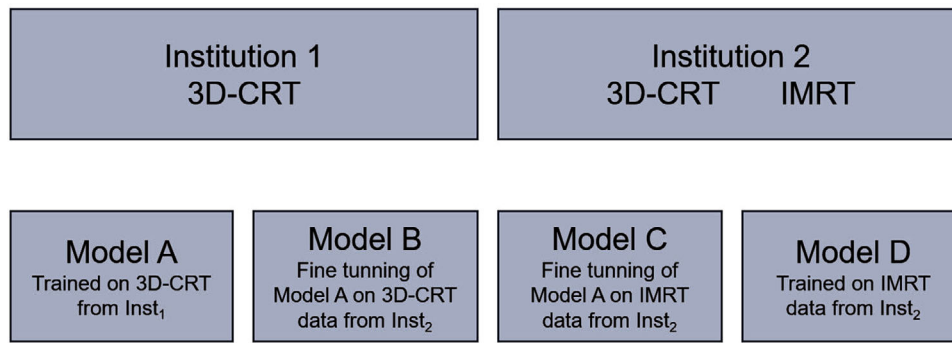 Institution 1
3D-CRT
Institution 2
3D-CRT IMRT
Model A
Trained on 3D-CRT
from Inst₁
Model B
Fine tunning of
Model A on 3D-CRT
data from Inst₂
Model C
Fine tunning of
Model A on IMRT
data from Inst₂
Model D
Trained on IMRT
data from Inst₂